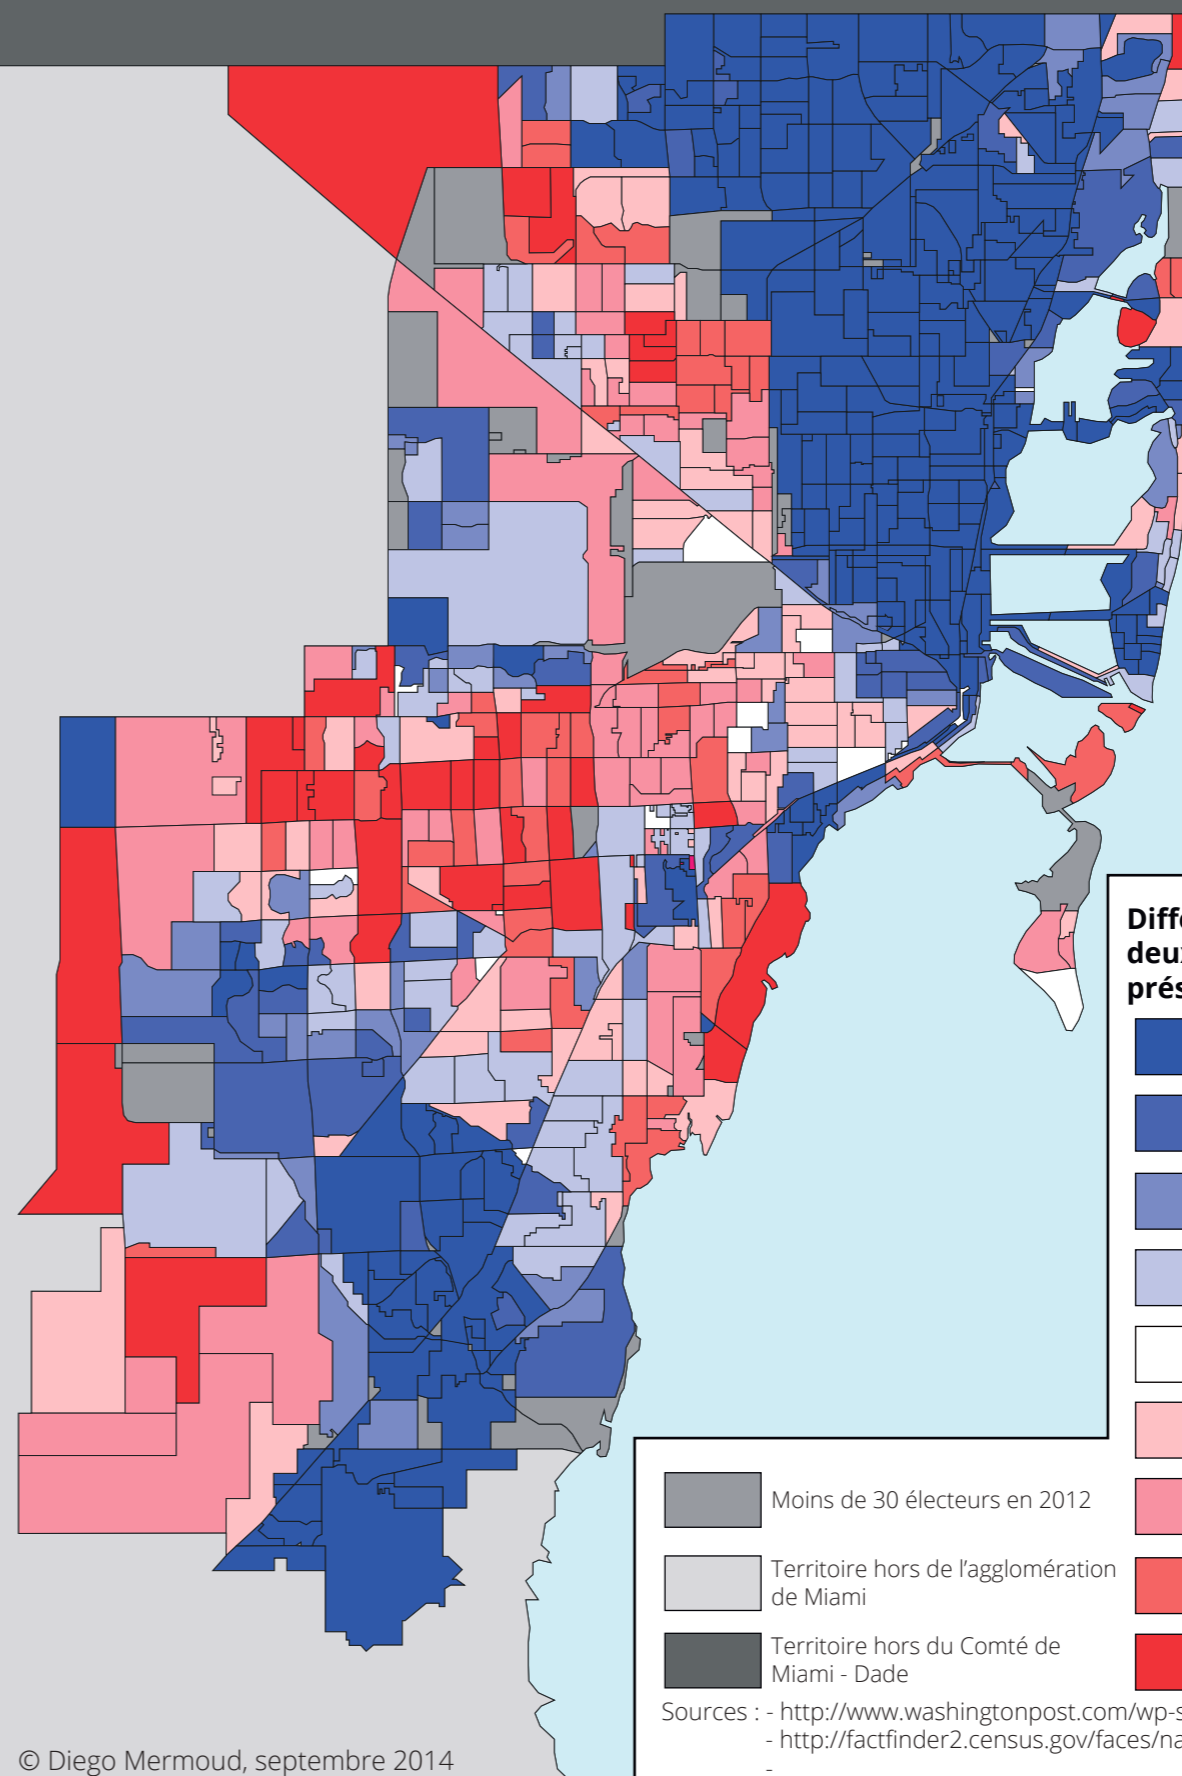 Moins de 30 électeurs en 2012
Territoire hors de l’agglomération
de Miami
Territoire hors du Comté de
Miami - Dade
Sources : - http://www.washingtonpost.com/wp-s
- http://factfinder2.census.gov/faces/na
-
© Diego Mermoud, septembre 2014